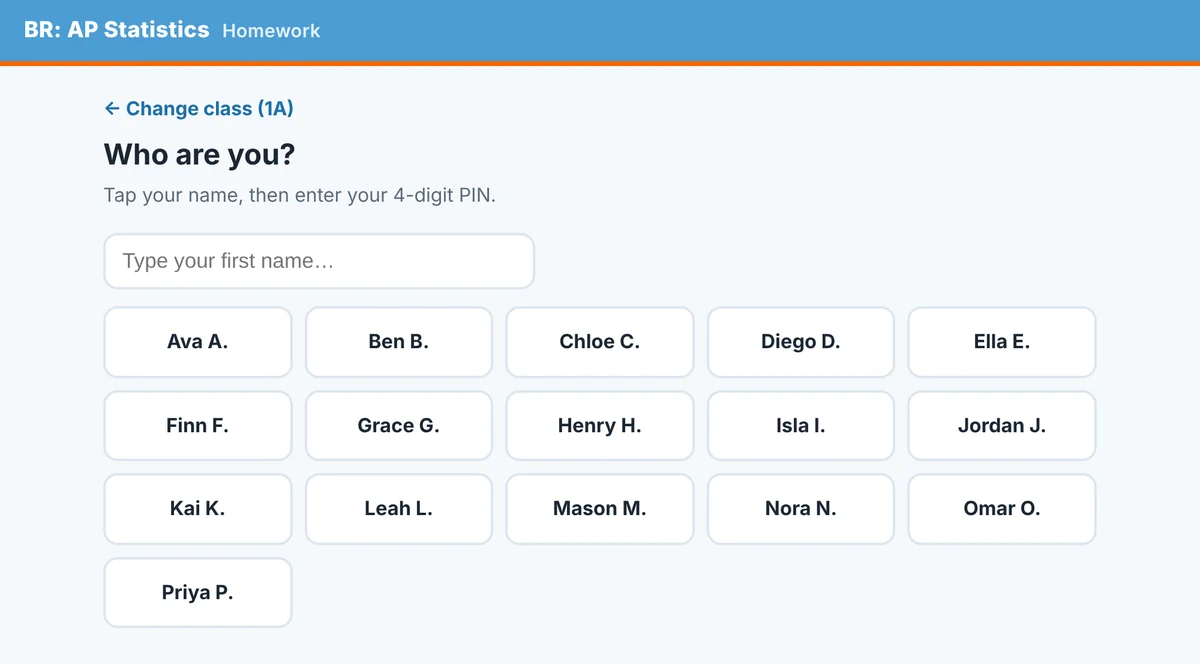 BR: AP Statistics Homework
← Change class (1A)
Who are you?
Tap your name, then enter your 4-digit PIN.
Type your first name...
Ava A.
Ben B.
Chloe C.
Diego D.
Ella E.
Finn F.
Grace G.
Henry H.
Isla I.
Jordan J.
Kai K.
Leah L.
Mason M.
Nora N.
Omar O.
Priya P.